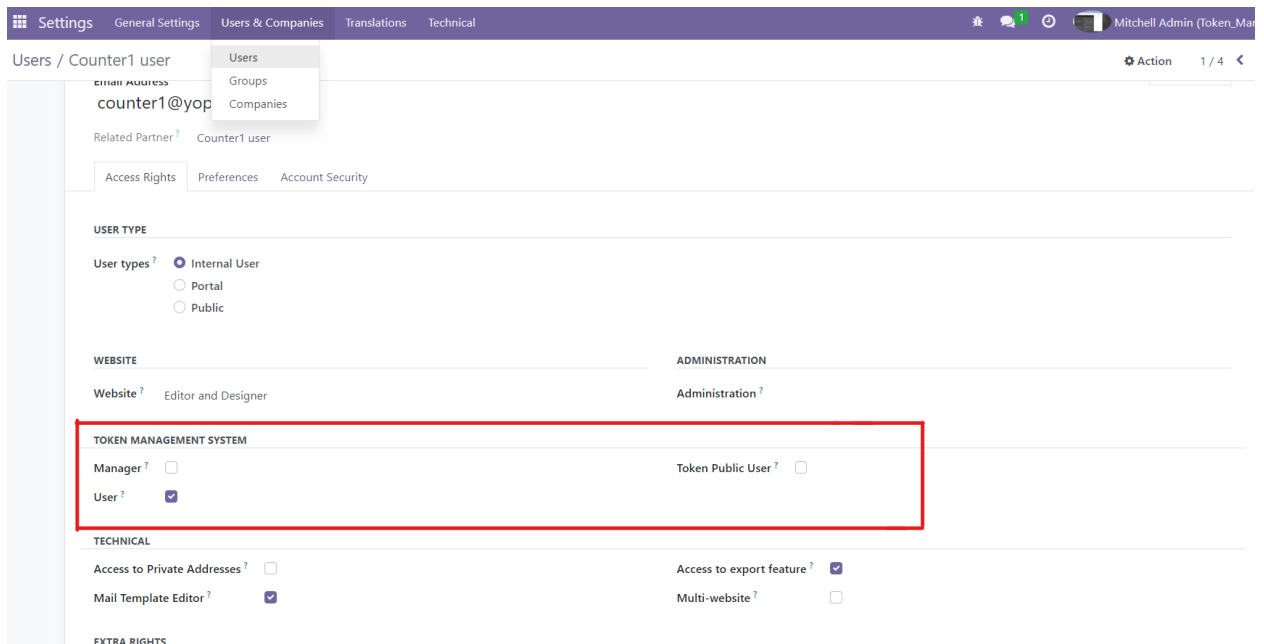 Settings General Settings Users & Companies Translations Technical 1 Mitchell Admin (Token_Mar
Users / Counter1 user Users Action 1 / 4
Groups
Companies
Email Address
counter1@yop
Related Partner ? Counter1 user
Access Rights Preferences Account Security
USER TYPE
User types ? Internal User
Portal
Public
WEBSITE ADMINISTRATION
Website ? Editor and Designer Administration ?
TOKEN MANAGEMENT SYSTEM
Manager ? Token Public User ?
User ?
TECHNICAL
Access to Private Addresses ? Access to export feature ?
Mail Template Editor ? Multi-website ?
EXTRA RIGHTS